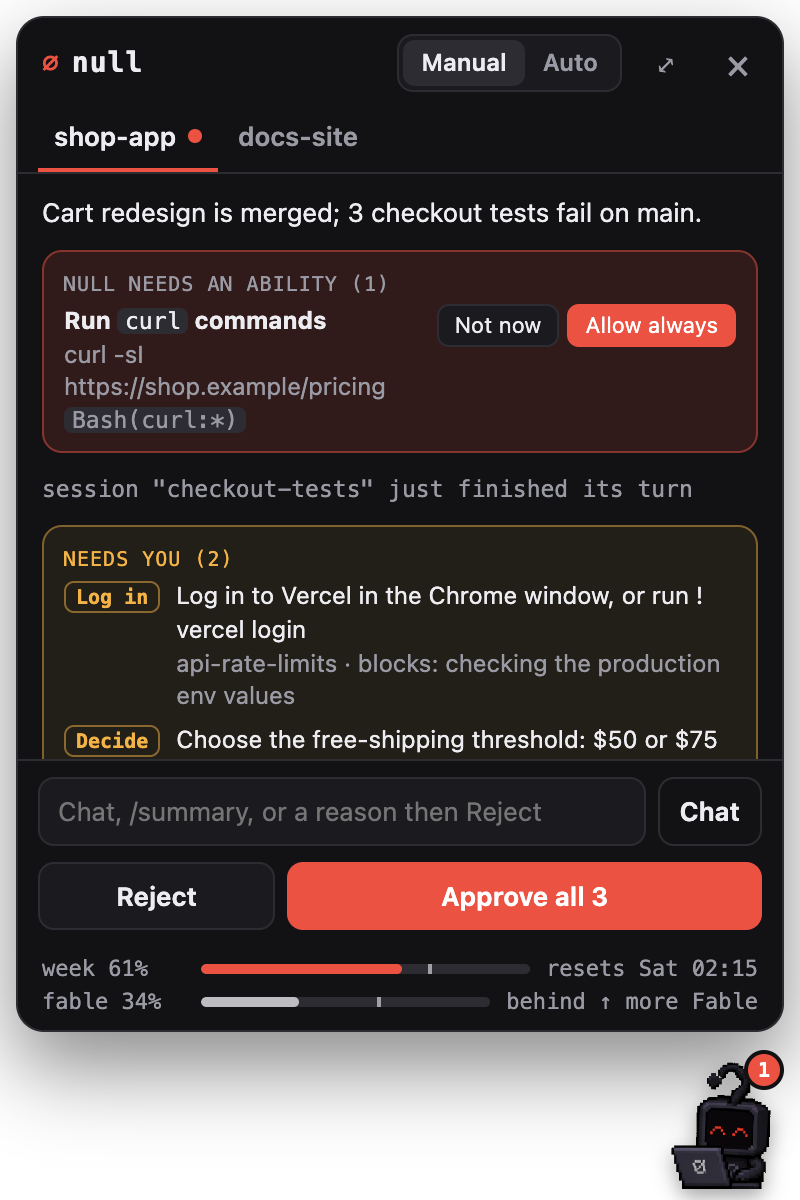 ø null
Manual Auto
shop-app docs-site
Cart redesign is merged; 3 checkout tests fail on main.
NULL NEEDS AN ABILITY (1)
Run curl commands
Not now Allow always
curl -sI
https://shop.example/pricing
Bash(curl:*)
session "checkout-tests" just finished its turn
NEEDS YOU (2)
Log in Log in to Vercel in the Chrome window, or run !
vercel login
api-rate-limits · blocks: checking the production
env values
Decide Choose the free-shipping threshold: $50 or $75
Chat, /summary, or a reason then Reject Chat
Reject Approve all 3
week 61% resets Sat 02:15
fable 34% behind ↑ more Fable
1
Ø